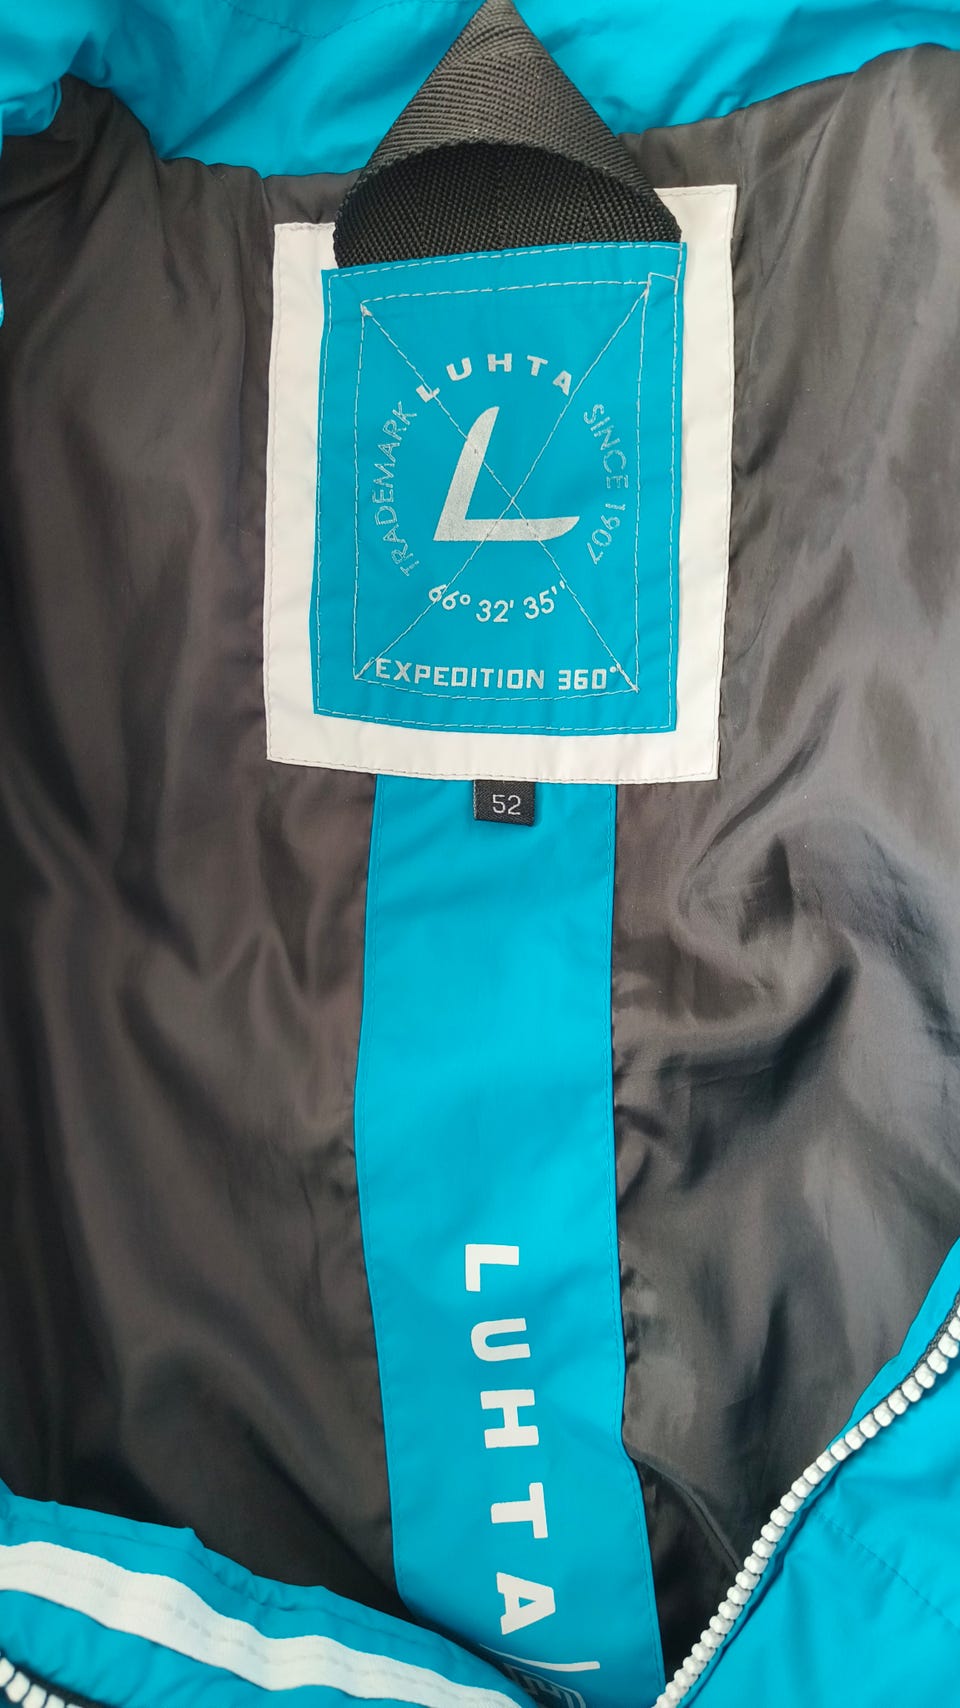 LUHTA
TRADEMARK
SINCE 1907
L
66° 32' 35''
EXPEDITION 360°
52
LUHTA